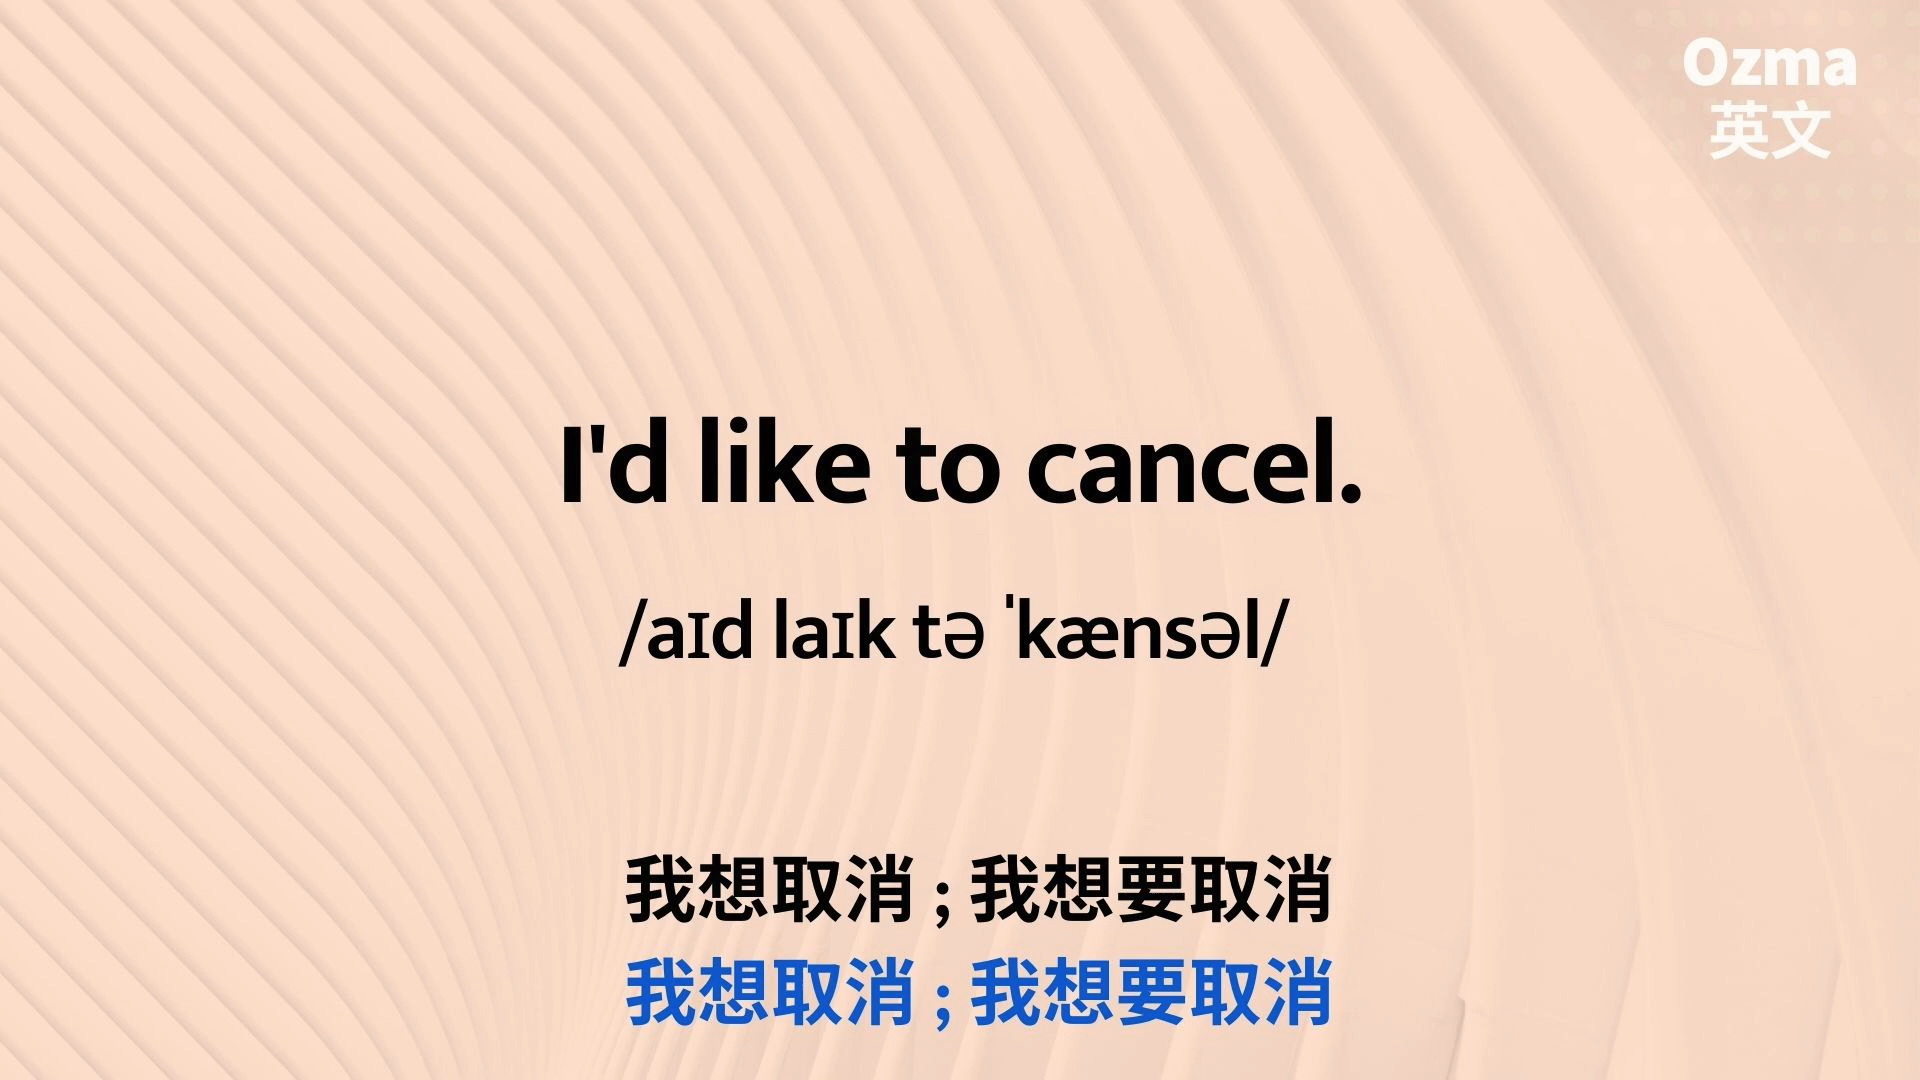 Ozma
英文
I'd like to cancel.
/aɪd laɪk tə ˈkænsəl/
我想取消 ; 我想要取消
我想取消 ; 我想要取消